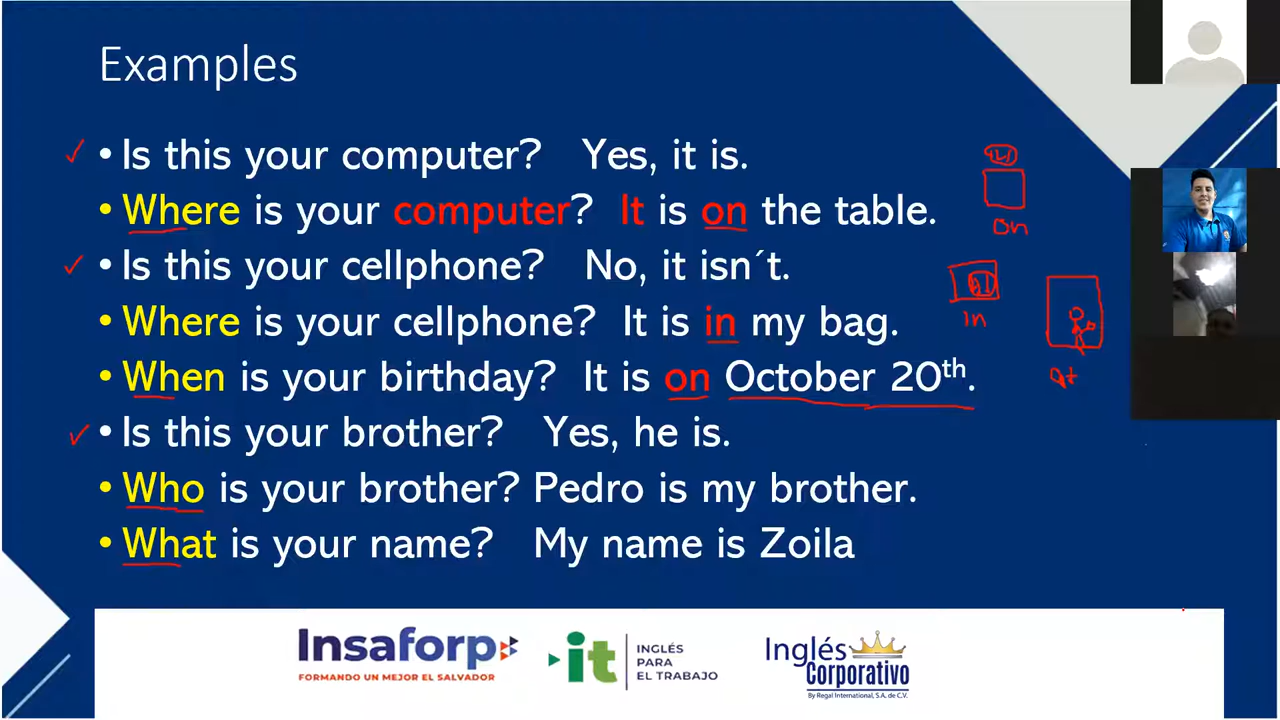 Examples
• Is this your computer? Yes, it is.
• Where is your computer? It is on the table.
• Is this your cellphone? No, it isn´t.
• Where is your cellphone? It is in my bag.
• When is your birthday? It is on October 20th.
• Is this your brother? Yes, he is.
• Who is your brother? Pedro is my brother.
• What is your name? My name is Zoila
on
in
at
Insaforp
FORMANDO UN MEJOR EL SALVADOR
it
INGLÉS
PARA
EL TRABAJO
Inglés
Corporativo
By Regal International, S.A. de C.V.